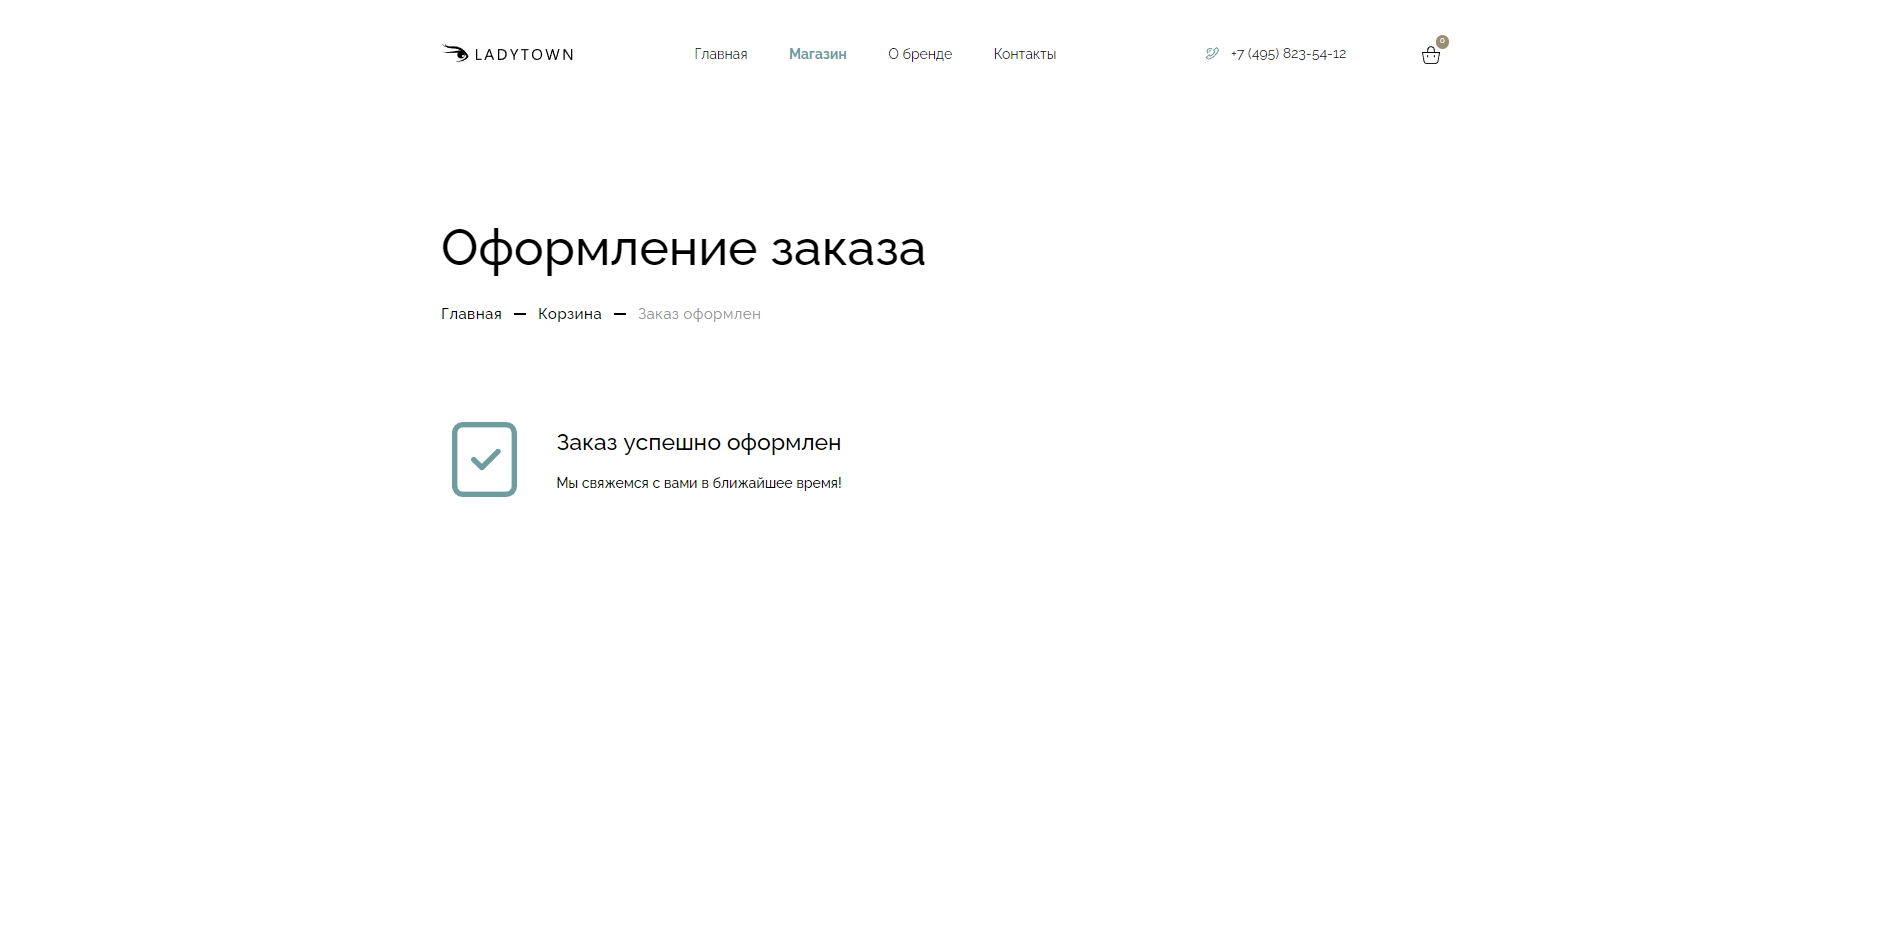 LADYTOWN
Главная Магазин О бренде Контакты
+7 (495) 823-54-12
0
Оформление заказа
Главная — Корзина — Заказ оформлен
Заказ успешно оформлен
Мы свяжемся с вами в ближайшее время!